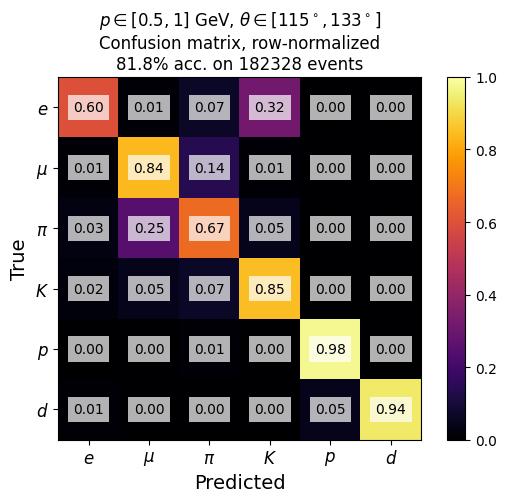 p ∈ [0.5, 1] GeV, θ ∈ [115°, 133°]
Confusion matrix, row-normalized
81.8% acc. on 182328 events
e 0.60 0.01 0.07 0.32 0.00 0.00
μ 0.01 0.84 0.14 0.01 0.00 0.00
π 0.03 0.25 0.67 0.05 0.00 0.00
K 0.02 0.05 0.07 0.85 0.00 0.00
p 0.00 0.00 0.01 0.00 0.98 0.00
d 0.01 0.00 0.00 0.00 0.05 0.94
e μ π K p d
Predicted
True
1.0
0.8
0.6
0.4
0.2
0.0